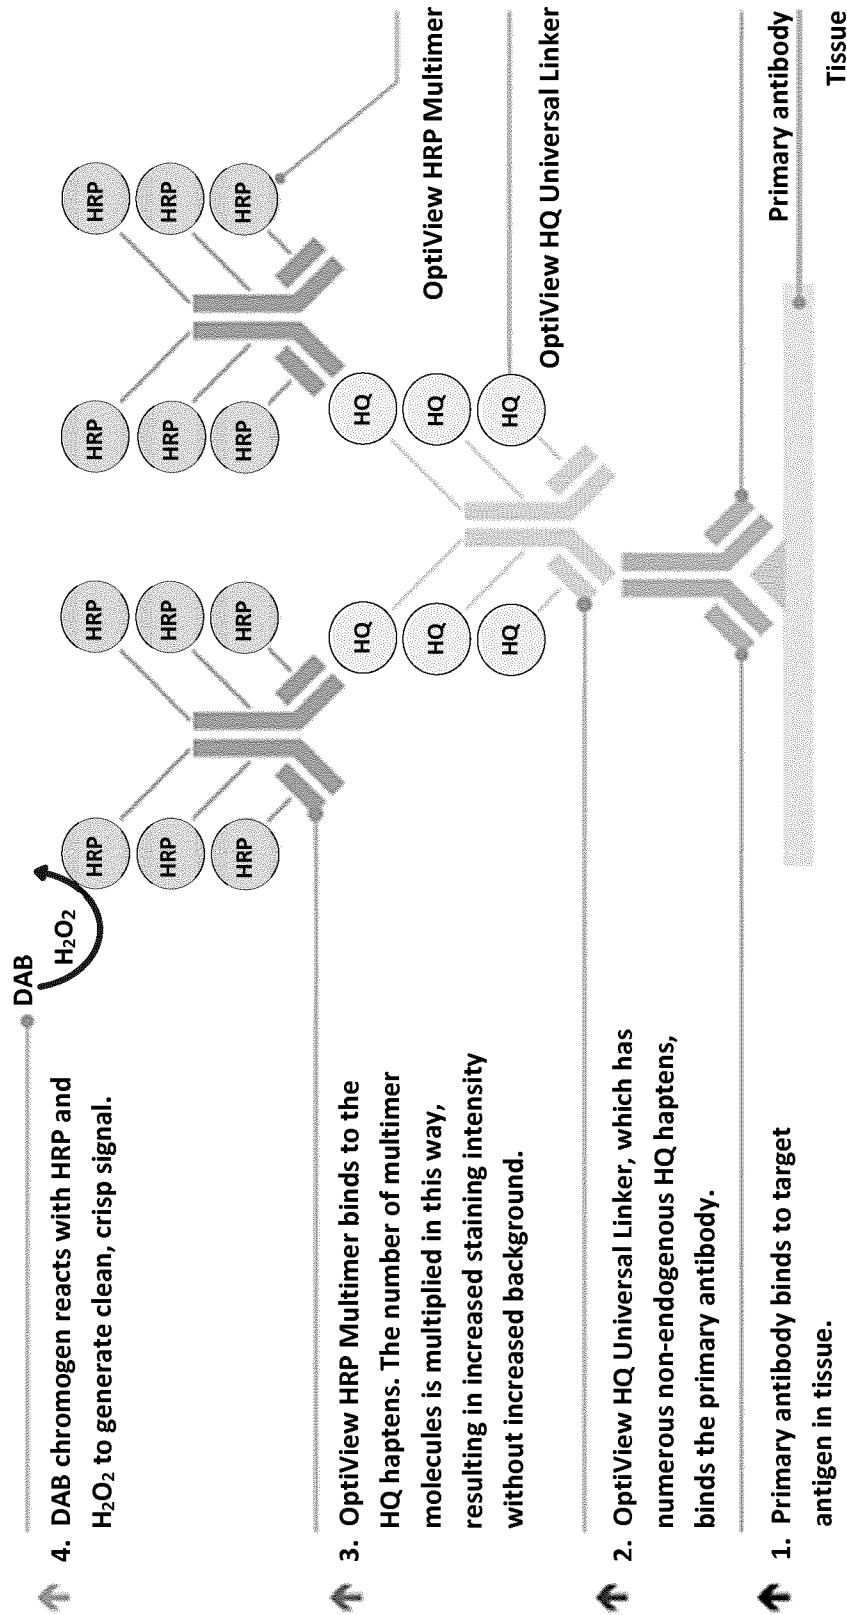 4. DAB chromogen reacts with HRP and
H₂O₂ to generate clean, crisp signal.
DAB
H₂O₂
HRP HRP HRP HRP
HRP HRP HRP HRP
HRP HRP HRP HRP
3. OptiView HRP Multimer binds to the
HQ haptens. The number of multimer
molecules is multiplied in this way,
resulting in increased staining intensity
without increased background.
HQ HQ
HQ HQ
HQ HQ
OptiView HRP Multimer
OptiView HQ Universal Linker
2. OptiView HQ Universal Linker, which has
numerous non-endogenous HQ haptens,
binds the primary antibody.
1. Primary antibody binds to target
antigen in tissue.
Primary antibody
Tissue